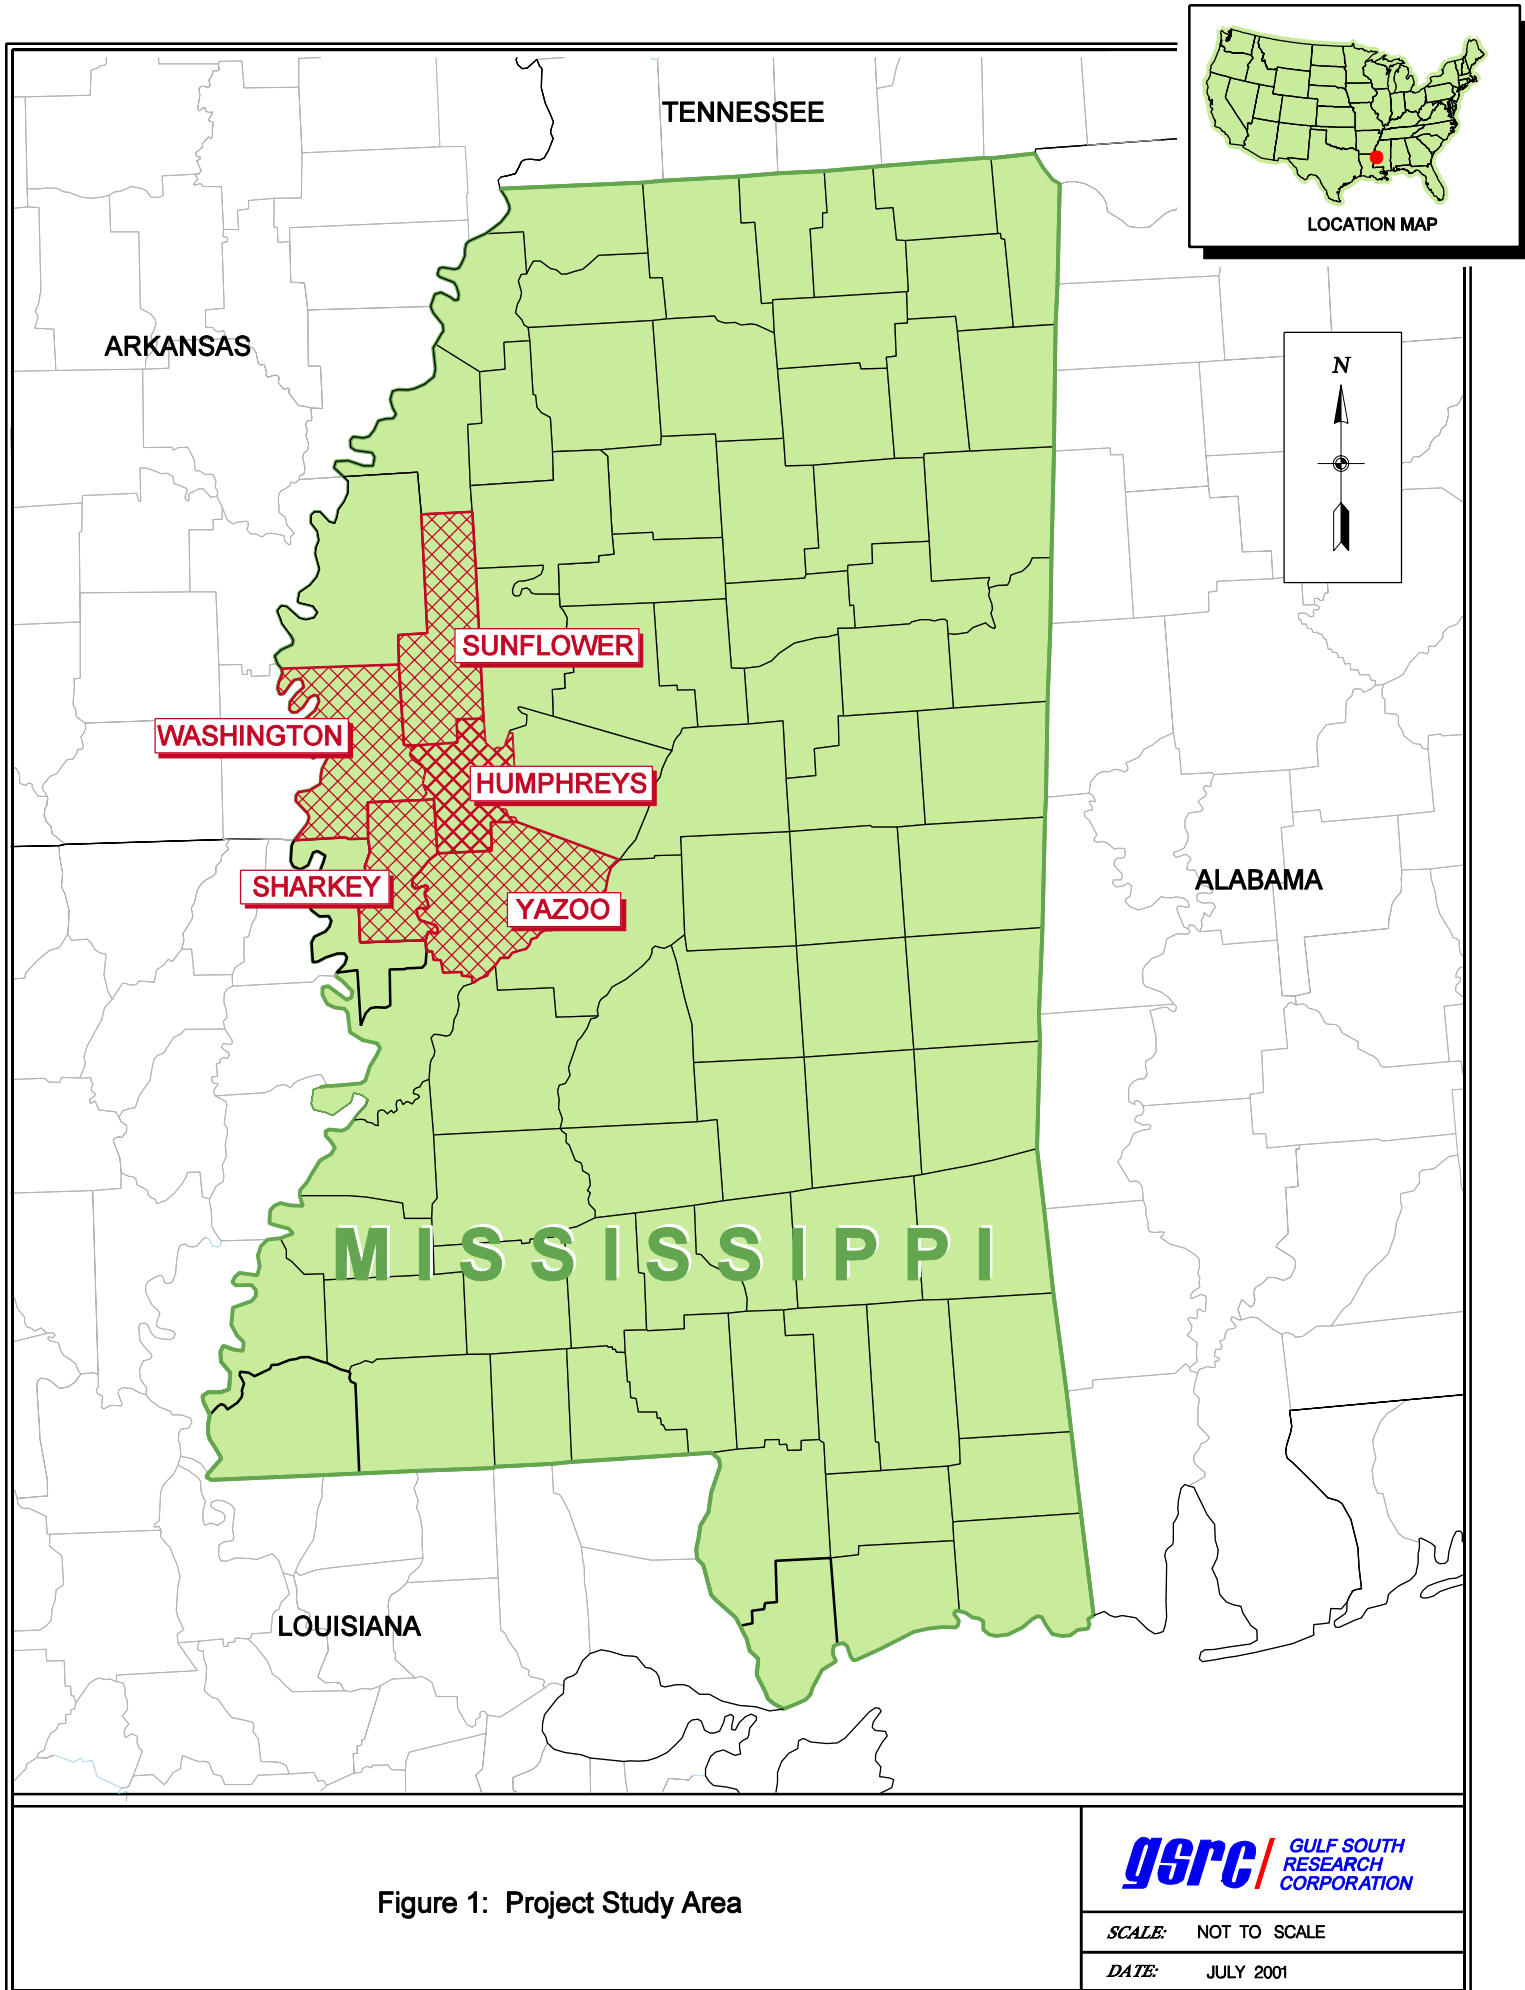 TENNESSEE
LOCATION MAP
ARKANSAS
N
SUNFLOWER
WASHINGTON
HUMPHREYS
SHARKEY
YAZOO
ALABAMA
MISSISSIPPI
LOUISIANA
Figure 1: Project Study Area
gsrc/
GULF SOUTH
RESEARCH
CORPORATION
SCALE: NOT TO SCALE
DATE: JULY 2001